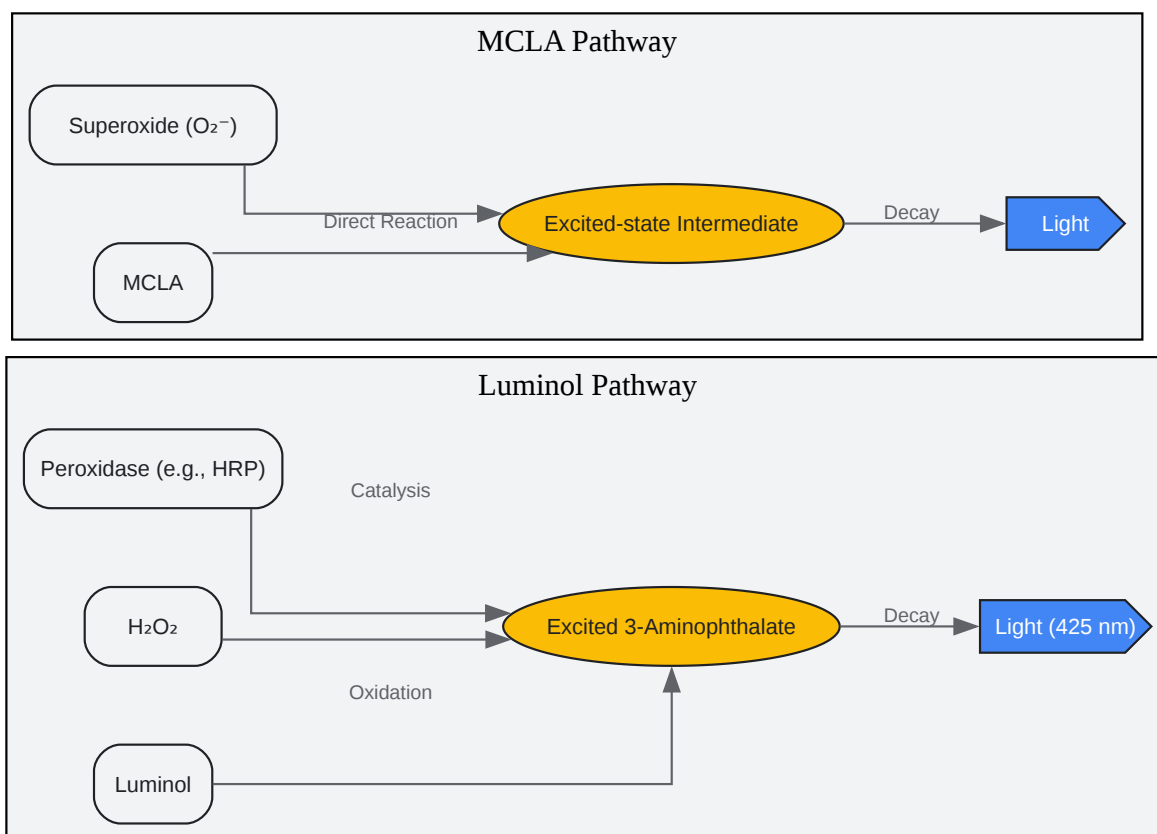 MCLA Pathway
Superoxide (O₂⁻)
Direct Reaction
Excited-state Intermediate
Decay
Light
MCLA
Luminol Pathway
Peroxidase (e.g., HRP)
Catalysis
H₂O₂
Excited 3-Aminophthalate
Decay
Light (425 nm)
Oxidation
Luminol